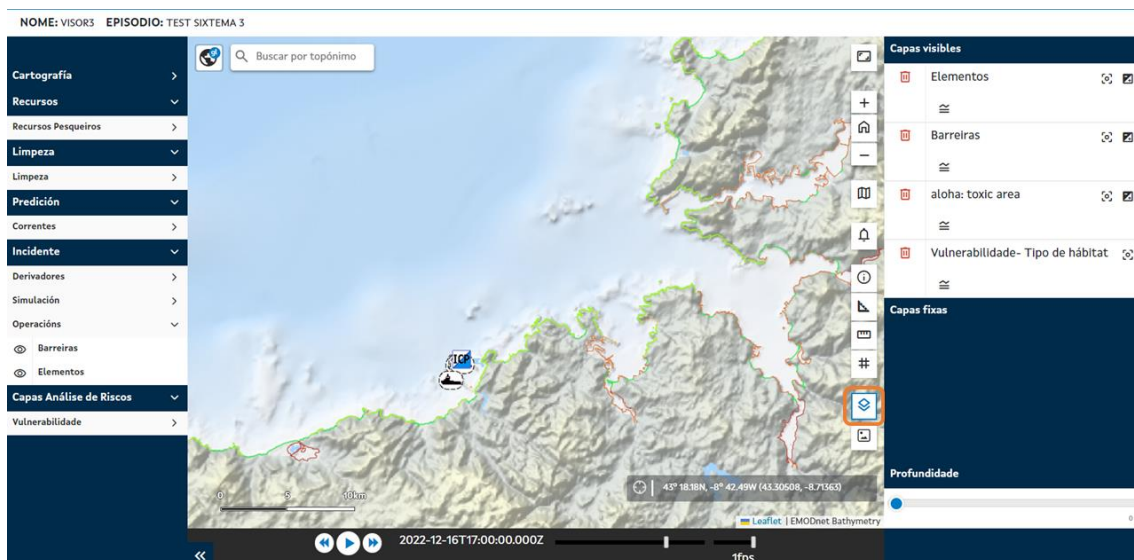 NOME: VISOR3 EPISODIO: TEST SIXTEMA 3
Cartografía
Recursos
Recursos Pesqueiros
Limpeza
Limpeza
Predición
Correntes
Incidente
Derivadores
Simulación
Operacións
Barreiras
Elementos
Capas Análise de Riscos
Vulnerabilidade
Buscar por topónimo
ICP
0 5 10km
43° 18.18N, -8° 42.49W (43.30508, -8.71363)
Leaflet | EMODnet Bathymetry
2022-12-16T17:00:00.000Z
1fps
Capas visibles
Elementos
Barreiras
aloha: toxic area
Vulnerabilidade- Tipo de hábitat
Capas fixas
Profundidade
0